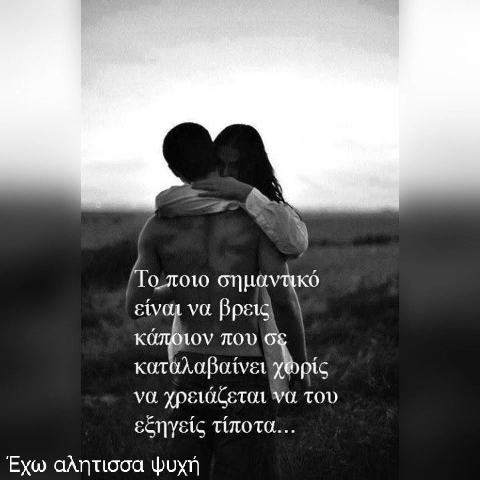 Το ποιο σημαντικό
είναι να βρεις
κάποιον που σε
καταλαβαίνει χωρίς
να χρειάζεται να του
εξηγείς τίποτα...
Έχω αλητισσα ψυχή